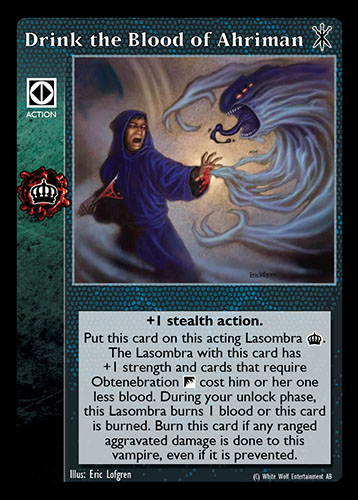 Drink the Blood of Ahriman
ACTION
ERIC LOFGREN
+1 stealth action.
Put this card on this acting Lasombra .
The Lasombra with this card has
+1 strength and cards that require
Obtenebration cost him or her one
less blood. During your unlock phase,
this Lasombra burns 1 blood or this card
is burned. Burn this card if any ranged
aggravated damage is done to this
vampire, even if it is prevented.
Illus: Eric Lofgren
(C) White Wolf Entertainment AB